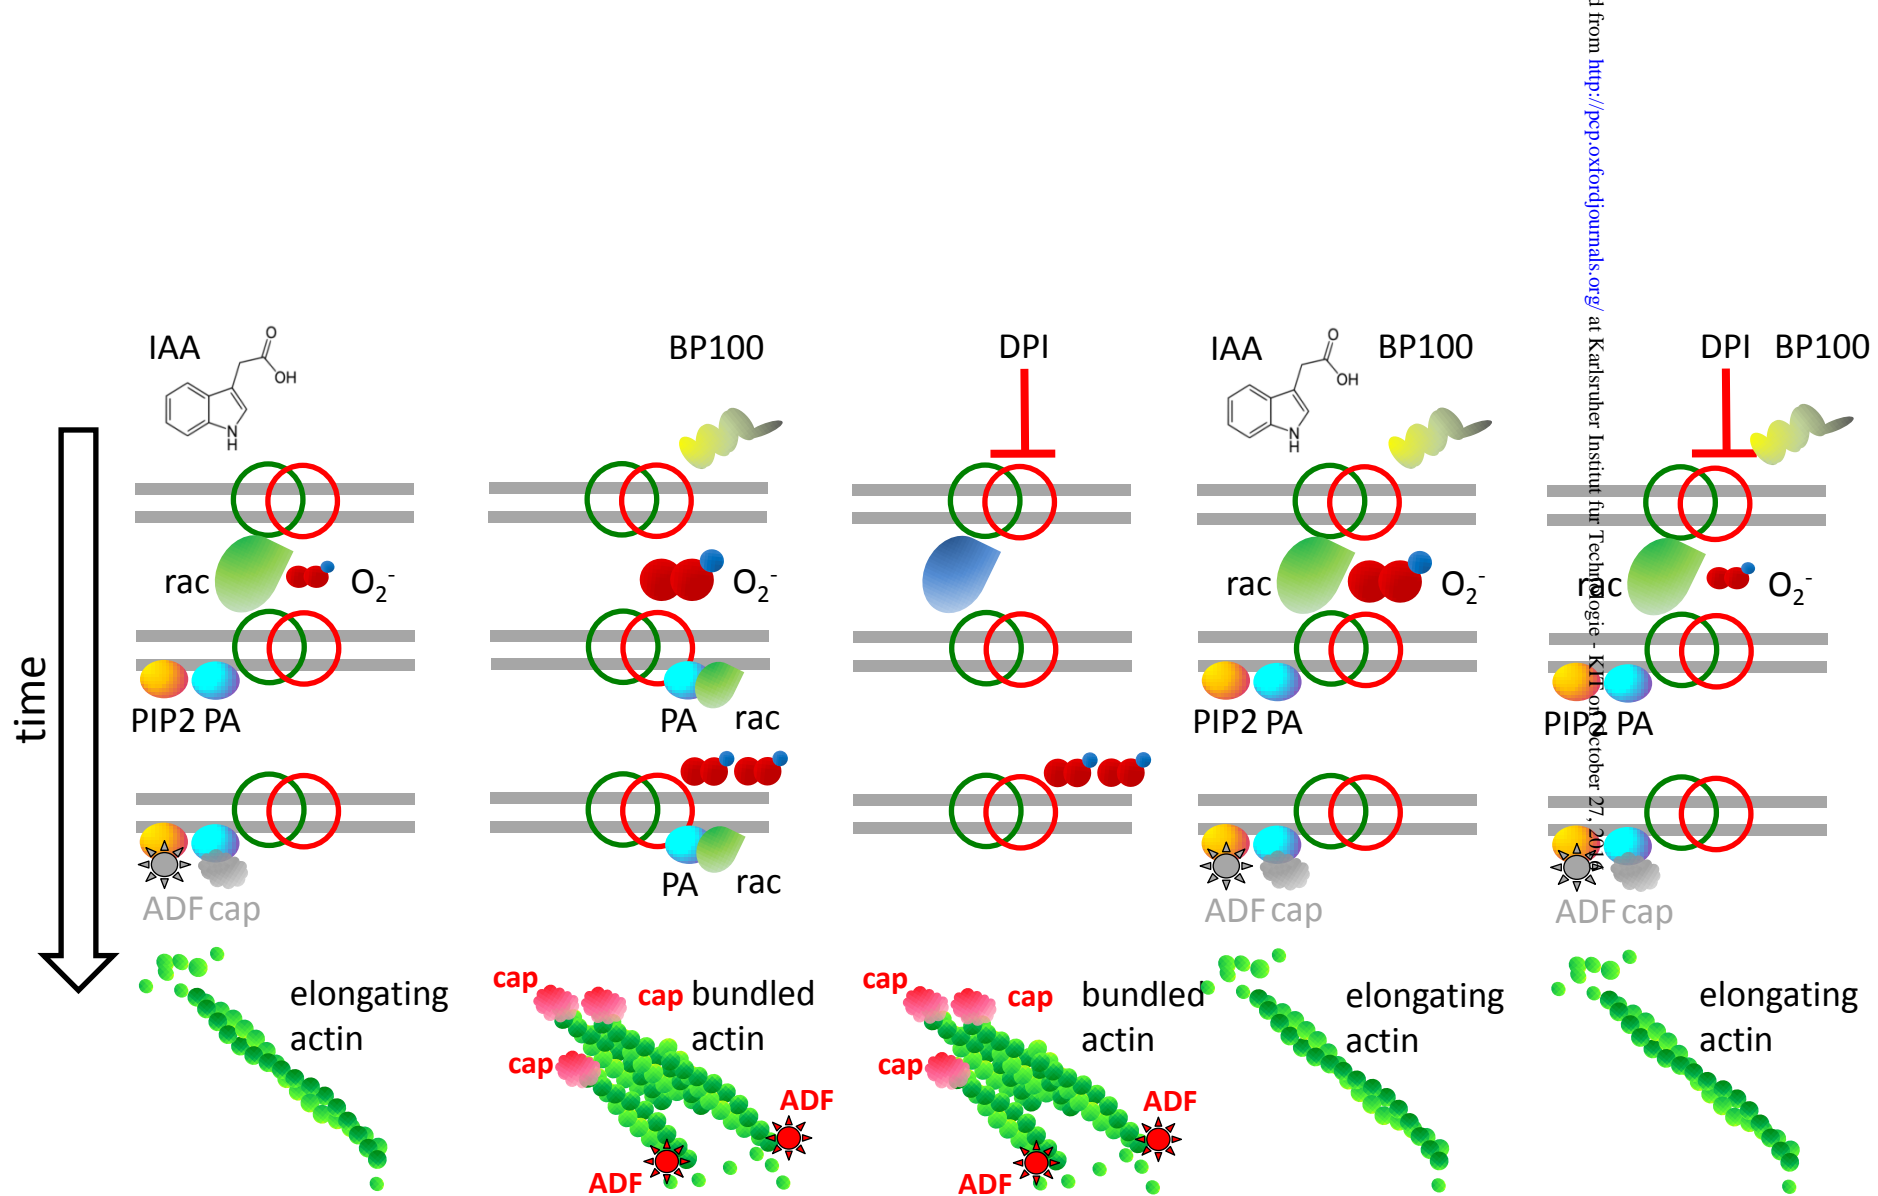 d from http://pcp.oxfordjournals.org/ at Karlsruher Institut fur Technologie - KIT on October 27, 2016
IAA
O
OH
N
H
BP100
DPI
IAA
O
OH
N
H
BP100
DPI BP100
time
rac O2-
O2-
rac O2-
rac O2-
PIP2 PA
PA rac
PIP2 PA
PIP2 PA
ADF cap
PA rac
ADF cap
ADF cap
elongating
actin
cap
cap
cap
bundled
actin
ADF
ADF
cap
cap
cap
bundled
actin
ADF
ADF
elongating
actin
elongating
actin